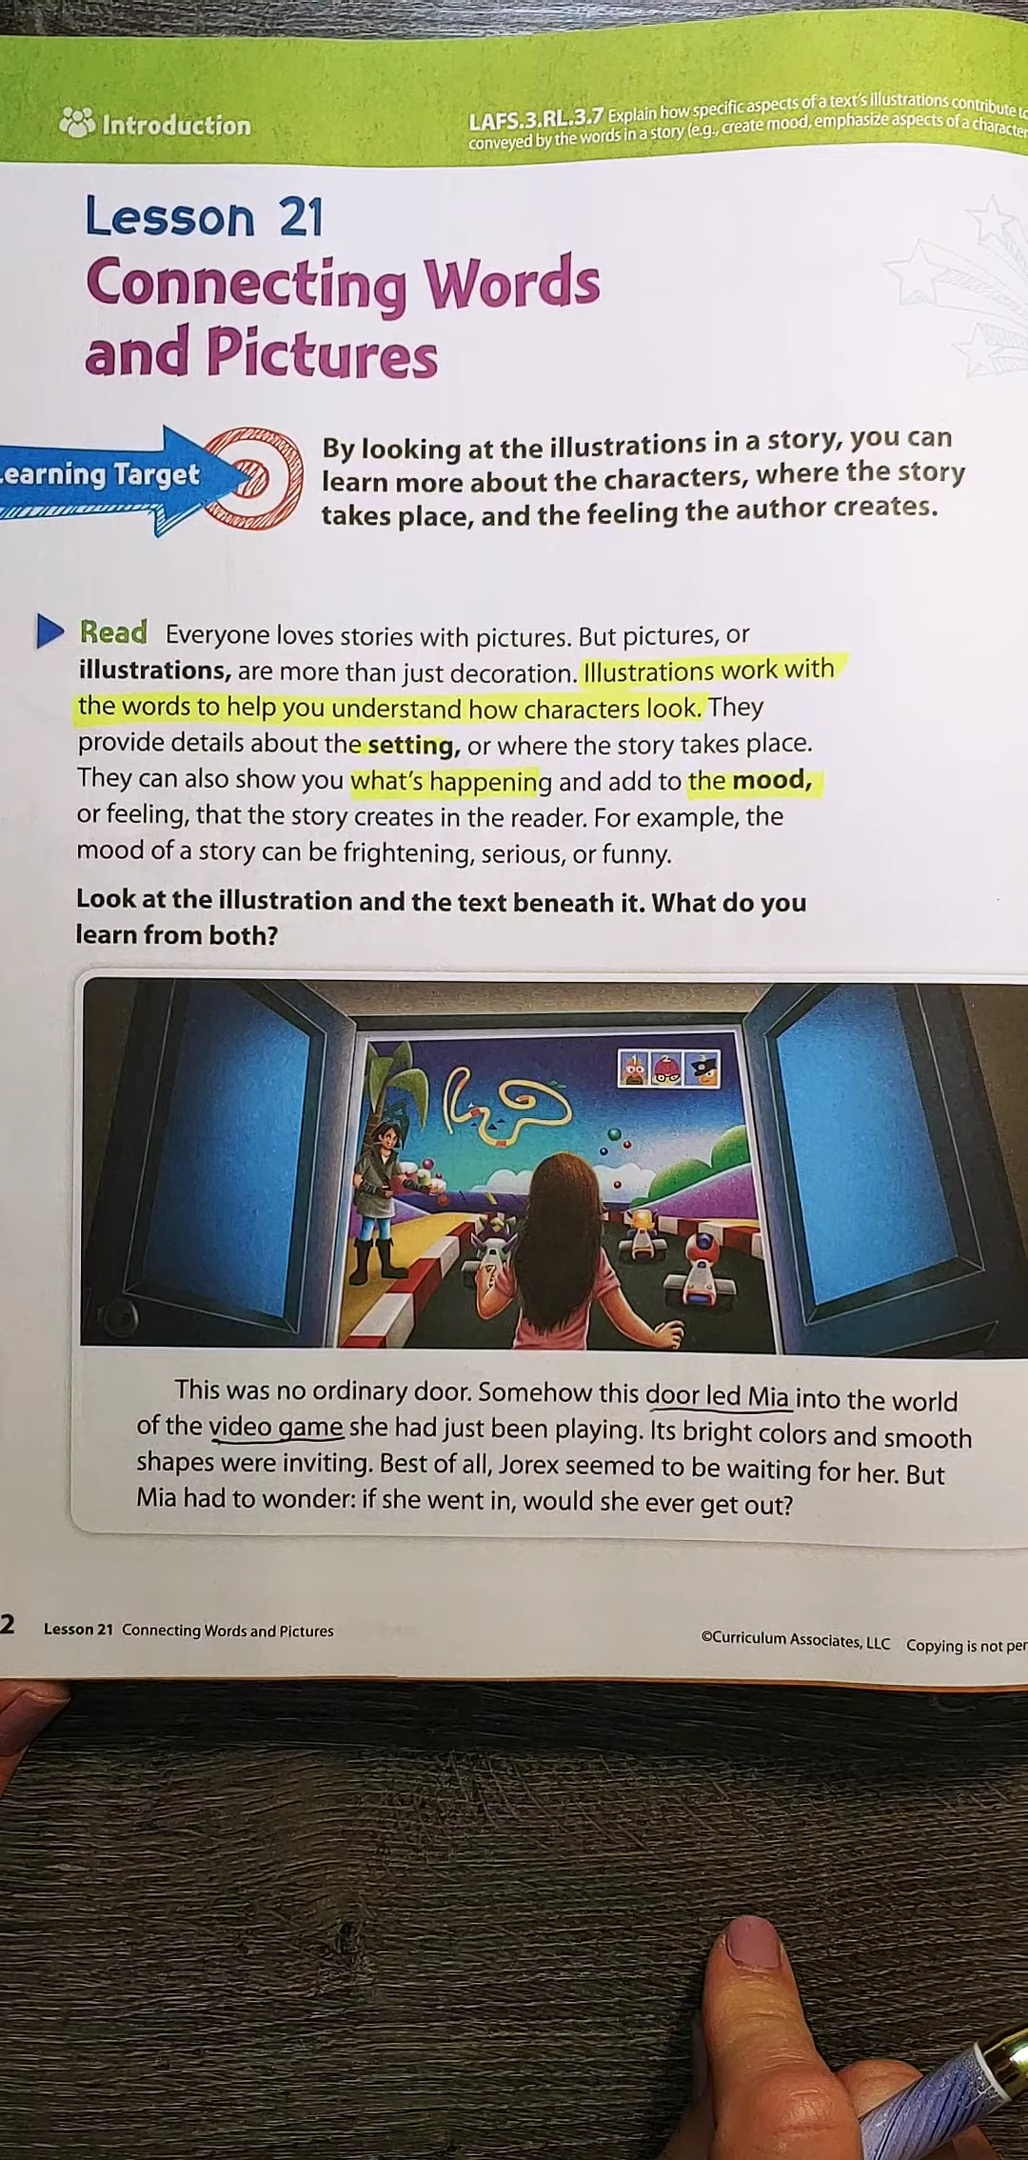 Introduction
LAFS.3.RL.3.7 Explain how specific aspects of a text's illustrations contribute to
conveyed by the words in a story (e.g., create mood, emphasize aspects of a character
Lesson 21
Connecting Words
and Pictures
Learning Target
By looking at the illustrations in a story, you can
learn more about the characters, where the story
takes place, and the feeling the author creates.
Read Everyone loves stories with pictures. But pictures, or
illustrations, are more than just decoration. Illustrations work with
the words to help you understand how characters look. They
provide details about the setting, or where the story takes place.
They can also show you what's happening and add to the mood,
or feeling, that the story creates in the reader. For example, the
mood of a story can be frightening, serious, or funny.
Look at the illustration and the text beneath it. What do you
learn from both?
1 2 3
This was no ordinary door. Somehow this door led Mia into the world
of the video game she had just been playing. Its bright colors and smooth
shapes were inviting. Best of all, Jorex seemed to be waiting for her. But
Mia had to wonder: if she went in, would she ever get out?
2 Lesson 21 Connecting Words and Pictures
©Curriculum Associates, LLC Copying is not per